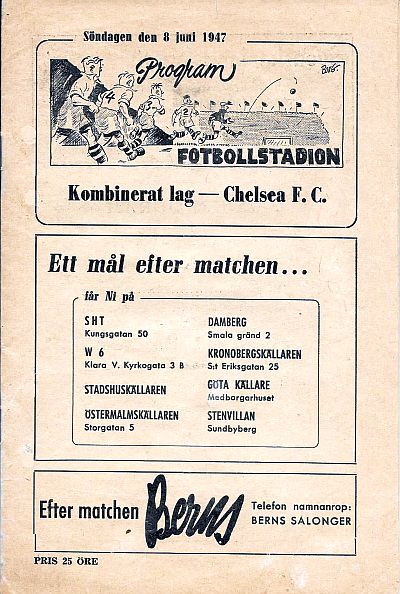 Söndagen den 8 juni 1947
Program
FOTBOLLSTADION
Kombinerat lag — Chelsea F. C.
Ett mål efter matchen...
får Ni på
SHT
Kungsgatan 50
W 6
Klara V. Kyrkogata 3 B
STADSHUSKÄLLAREN
ÖSTERMALMSKÄLLAREN
Storgatan 5
DAMBERG
Smala gränd 2
KRONOBERGSKÄLLAREN
S:t Eriksgatan 25
GÖTA KÄLLARE
Medborgarhuset
STENVILLAN
Sundbyberg
Efter matchen Berns
Telefon namnanrop:
BERNS SALONGER
PRIS 25 ÖRE